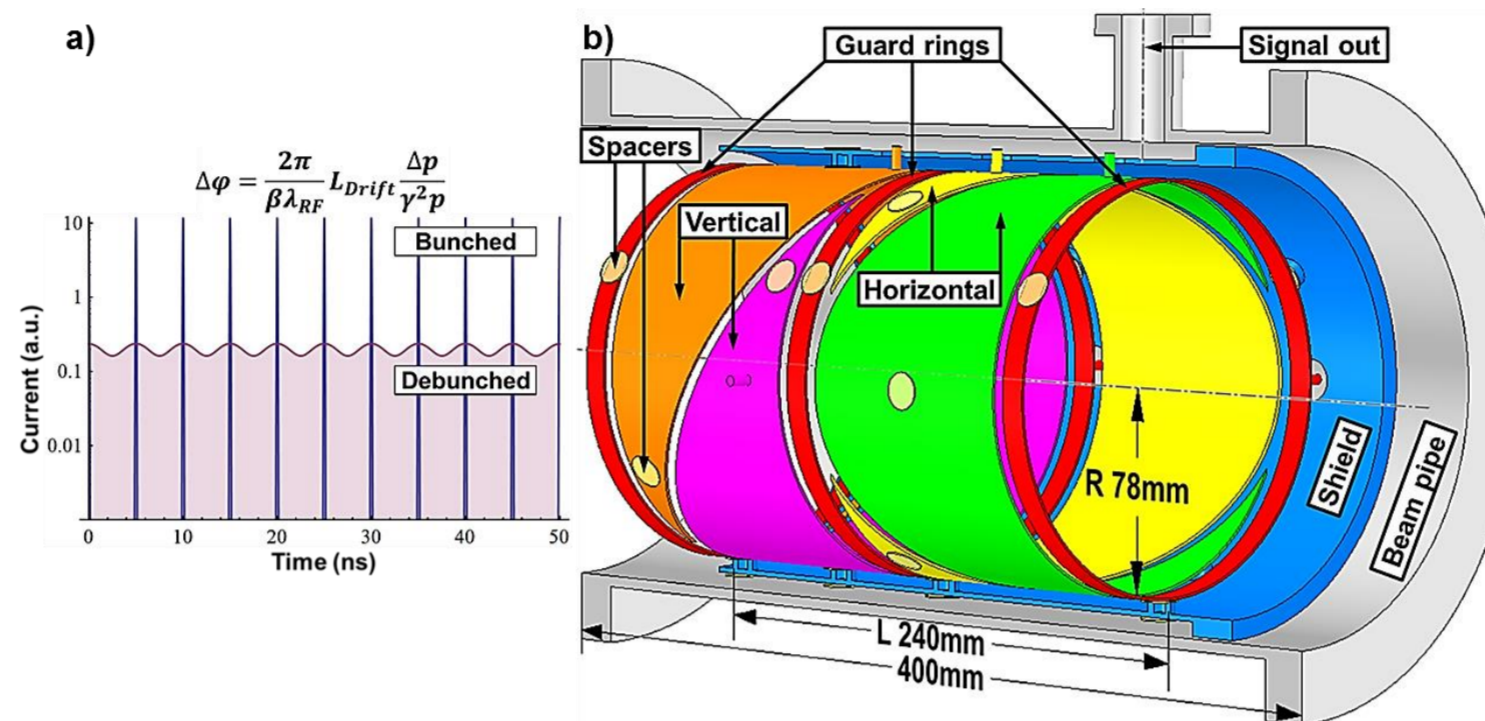 a)
Δφ = 2π/βλ_RF L_Drift Δp/γ²p
Bunched
Debunched
Current (a.u.)
10
1
0.1
0.01
0
10
20
30
40
50
Time (ns)
b)
Guard rings
Signal out
Spacers
Vertical
Horizontal
R 78mm
Shield
Beam pipe
L 240mm
400mm